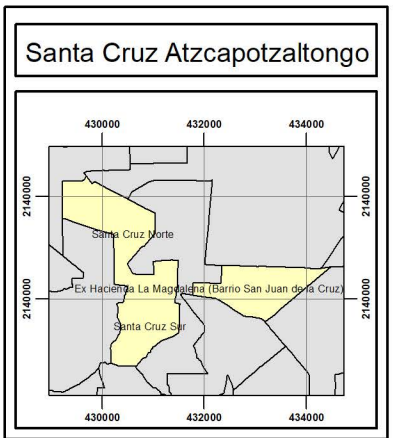 Santa Cruz Atzcapotzaltongo
430000 432000 434000
2140000 2140000
Santa Cruz Norte
Ex Hacienda La Magdalena (Barrio San Juan de la Cruz)
2140000 2140000
Santa Cruz Sur
430000 432000 434000